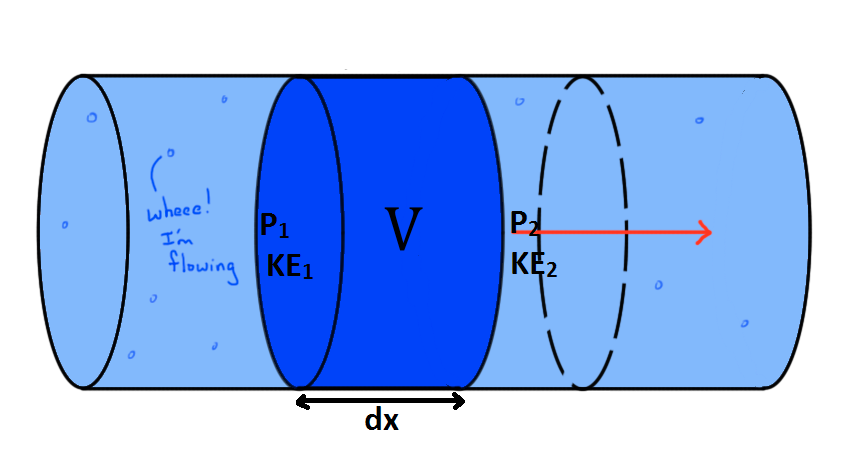 wheee!
I'm
flowing
P1
KE1
V
P2
KE2
dx